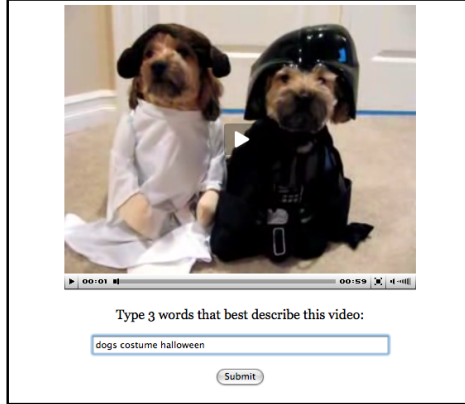 00:01 00:59
Type 3 words that best describe this video:
dogs costume halloween
Submit